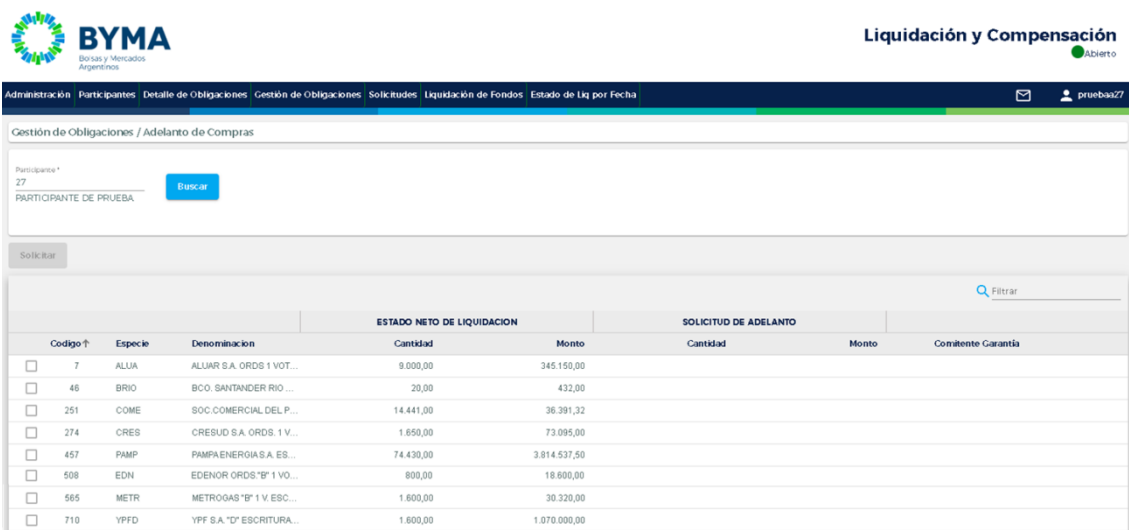 BYMA
Bolsas y Mercados
Argentinos
Liquidación y Compensación
Abierto
Administración Participantes Detalle de Obligaciones Gestión de Obligaciones Solicitudes Liquidación de Fondos Estado de Liq por Fecha pruebaa27
Gestión de Obligaciones / Adelanto de Compras
Participante *
27
Buscar
PARTICIPANTE DE PRUEBA.
Solicitar
Filtrar
ESTADO NETO DE LIQUIDACION SOLICITUD DE ADELANTO
Codigo↑ Especie Denominacion Cantidad Monto Cantidad Monto Comitente Garantía
7 ALUA ALUAR S.A. ORDS 1 VOT... 9.000,00 345.150,00
46 BRIO BCO. SANTANDER RIO ... 20,00 432,00
251 COME SOC.COMERCIAL DEL P... 14.441,00 36.391,32
274 CRES CRESUD S.A. ORDS. 1 V... 1.650,00 73.095,00
457 PAMP PAMPA ENERGIA S.A. ES... 74.430,00 3.814.537,50
508 EDN EDENOR ORDS."B" 1 VO... 800,00 18.600,00
565 METR METROGAS "B" 1 V. ESC... 1.600,00 30.320,00
710 YPFD YPF S.A. "D" ESCRITURA... 1.600,00 1.070.000,00